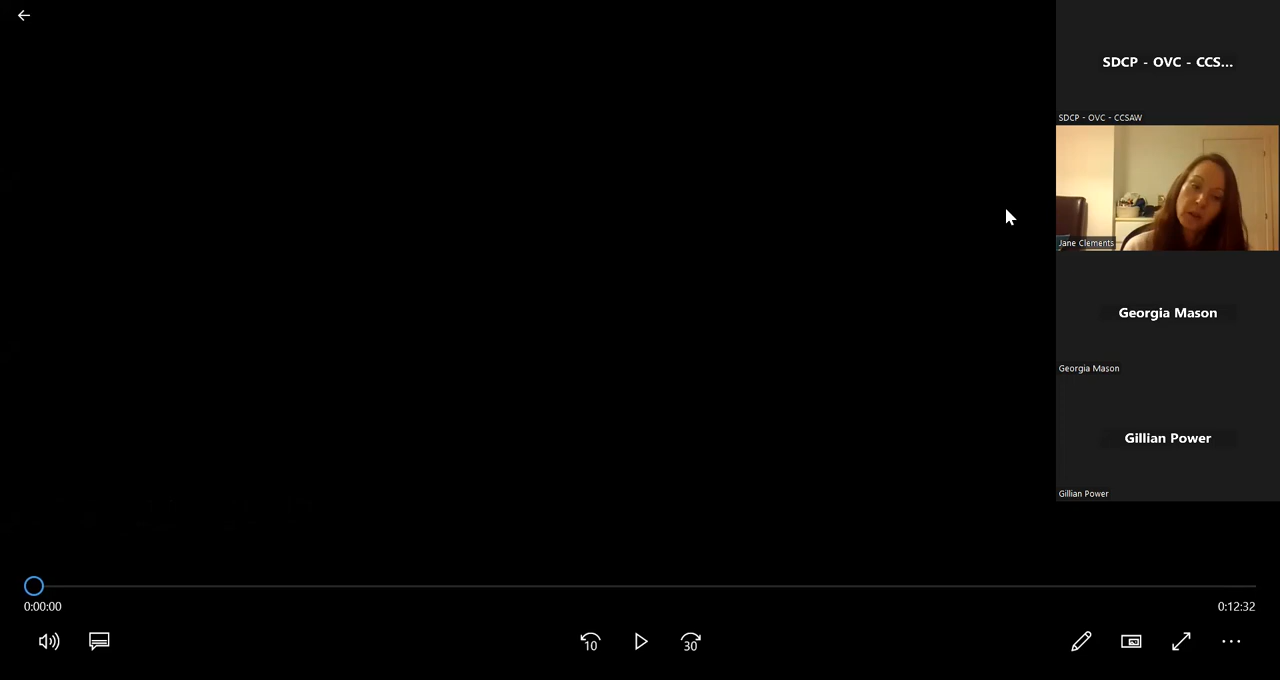 SDCP - OVC - CCS...
SDCP - OVC - CCSAW
Jane Clements
Georgia Mason
Georgia Mason
Gillian Power
Gillian Power
0:00:00
0:12:32
10
30